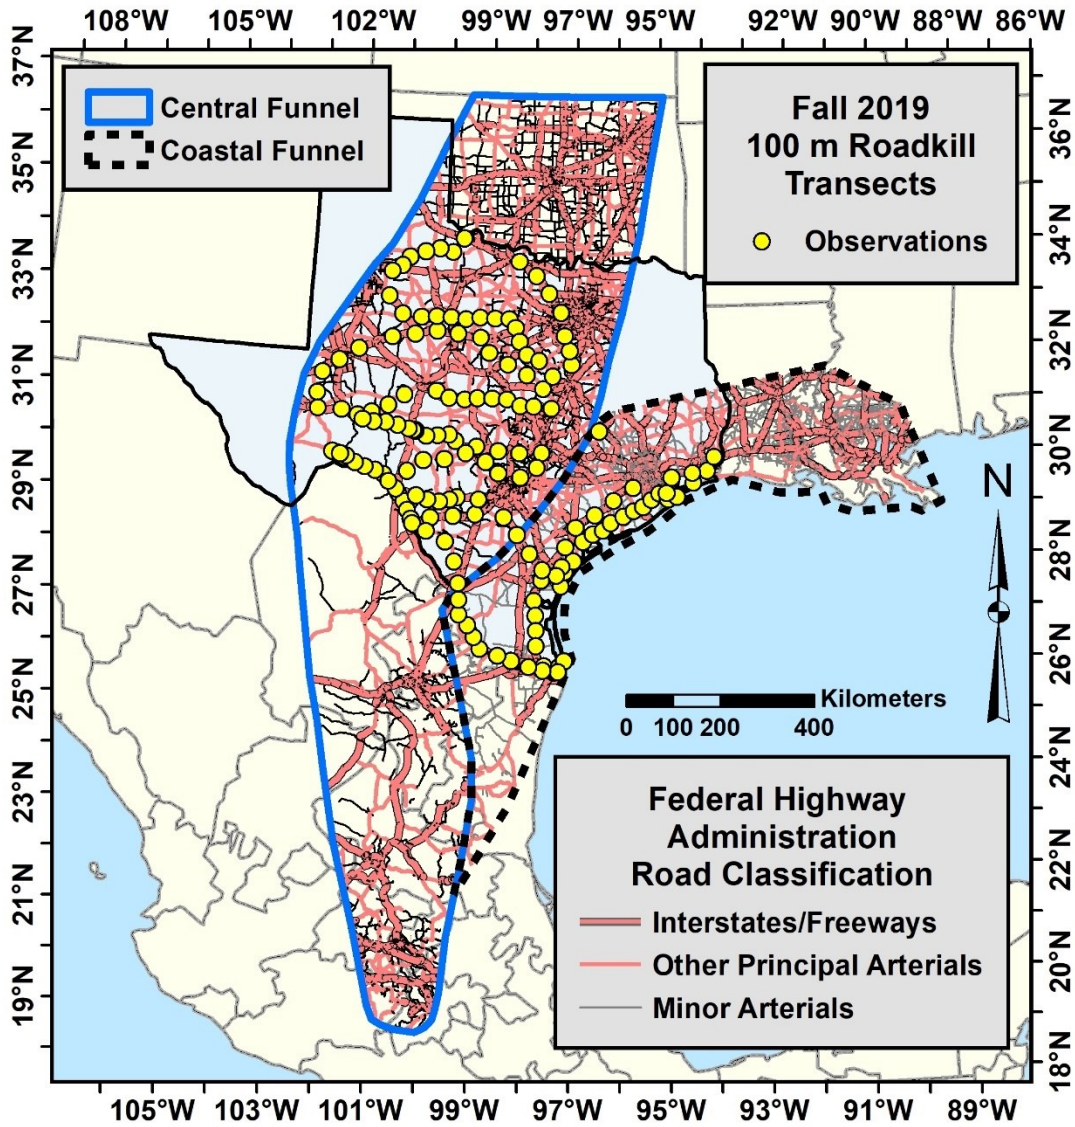 108°W 106°W 104°W 102°W 99°W 97°W 95°W 92°W 90°W 88°W 86°W
37°N
35°N
33°N
31°N
29°N
28°N
27°N
25°N
23°N
21°N
19°N
Central Funnel
Coastal Funnel
Fall 2019
100 m Roadkill
Transects
Observations
N
Kilometers
0 100 200 400
Federal Highway
Administration
Road Classification
Interstates/Freeways
Other Principal Arterials
Minor Arterials
36°N
34°N
32°N
30°N
28°N
26°N
24°N
22°N
20°N
18°N
105°W 103°W 101°W 99°W 97°W 95°W 93°W 91°W 89°W